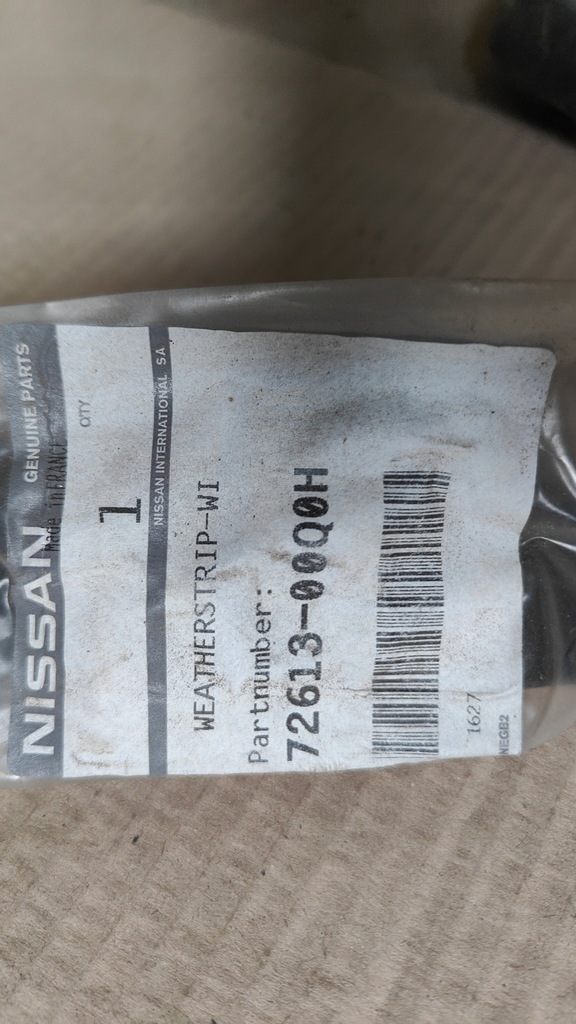 NISSAN GENUINE PARTS
Made in FRANCE
1 QTY
NISSAN INTERNATIONAL SA
WEATHERSTRIP-WI
Partnumber:
72613-00Q0H
1627
NEGB2